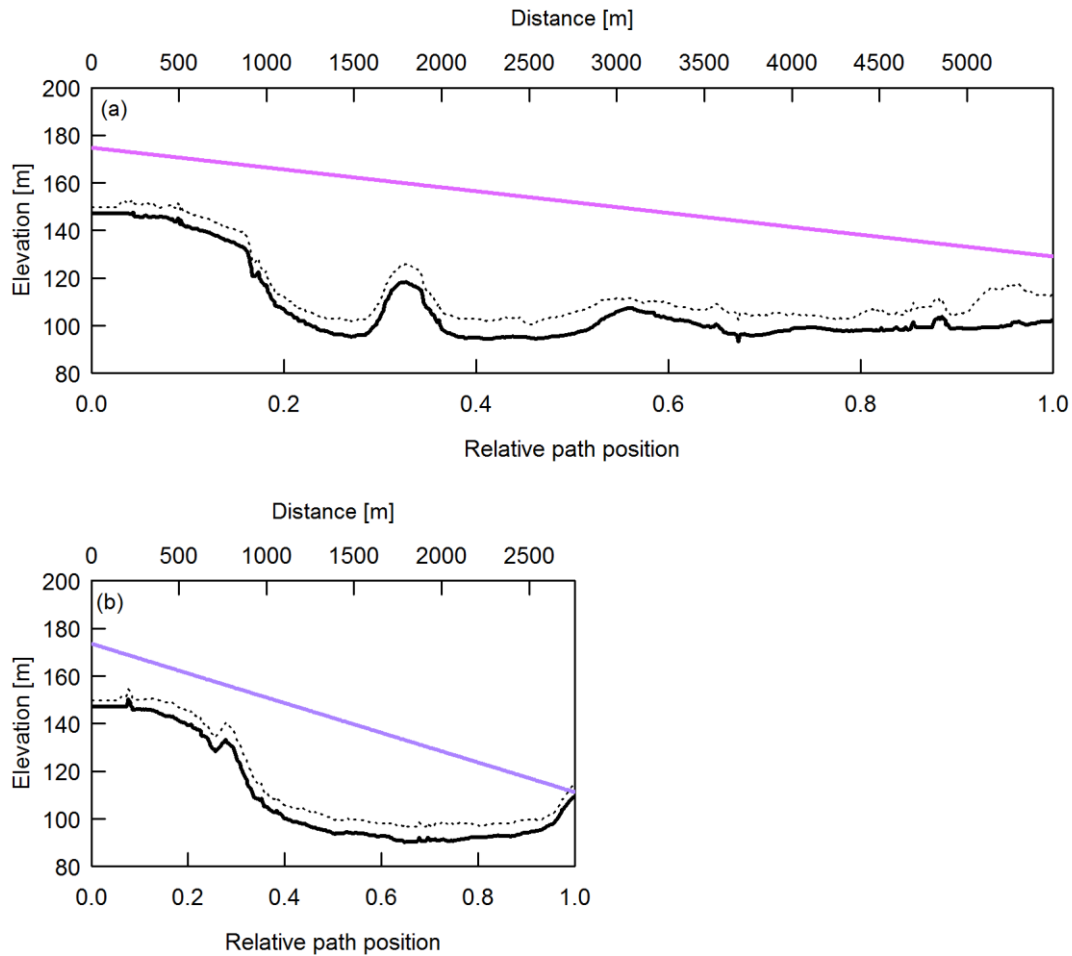 Distance [m]
0 500 1000 1500 2000 2500 3000 3500 4000 4500 5000
(a)
200
180
160
140
120
100
80
Elevation [m]
0.0 0.2 0.4 0.6 0.8 1.0
Relative path position
Distance [m]
0 500 1000 1500 2000 2500
(b)
200
180
160
140
120
100
80
Elevation [m]
0.0 0.2 0.4 0.6 0.8 1.0
Relative path position